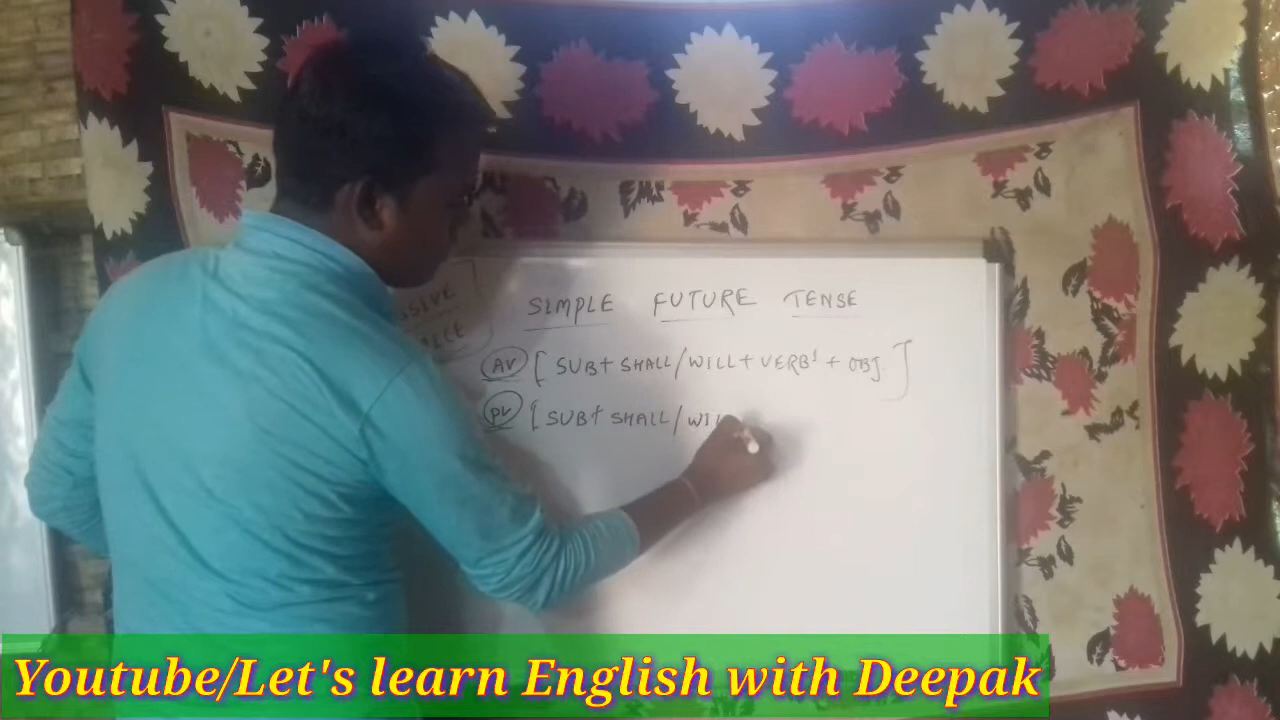 SSIVE
SIMPLE FUTURE TENSE
(AV) [SUB+ SHALL/WILL+ VERB¹ + OBJ.]
(PV) [SUB+ SHALL/WI
Youtube/Let's learn English with Deepak